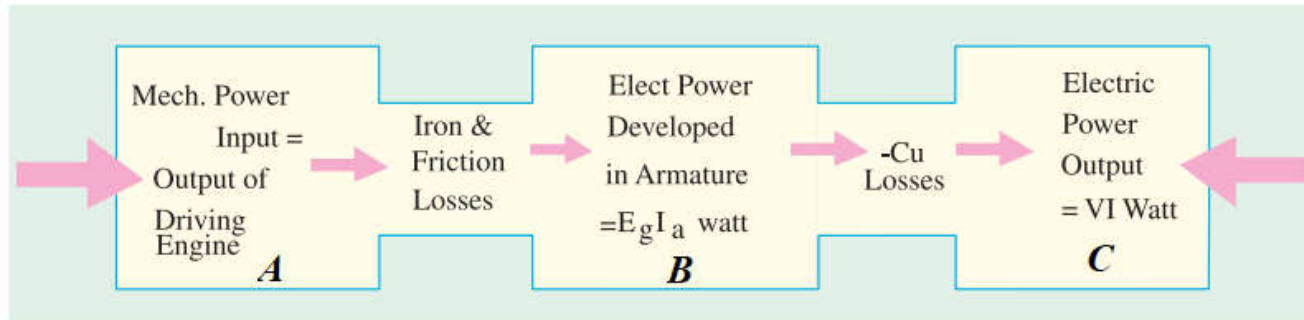 Mech. Power
Input =
Output of
Driving
Engine
A
Iron &
Friction
Losses
Elect Power
Developed
in Armature
=EgIa watt
B
-Cu
Losses
Electric
Power
Output
= VI Watt
C